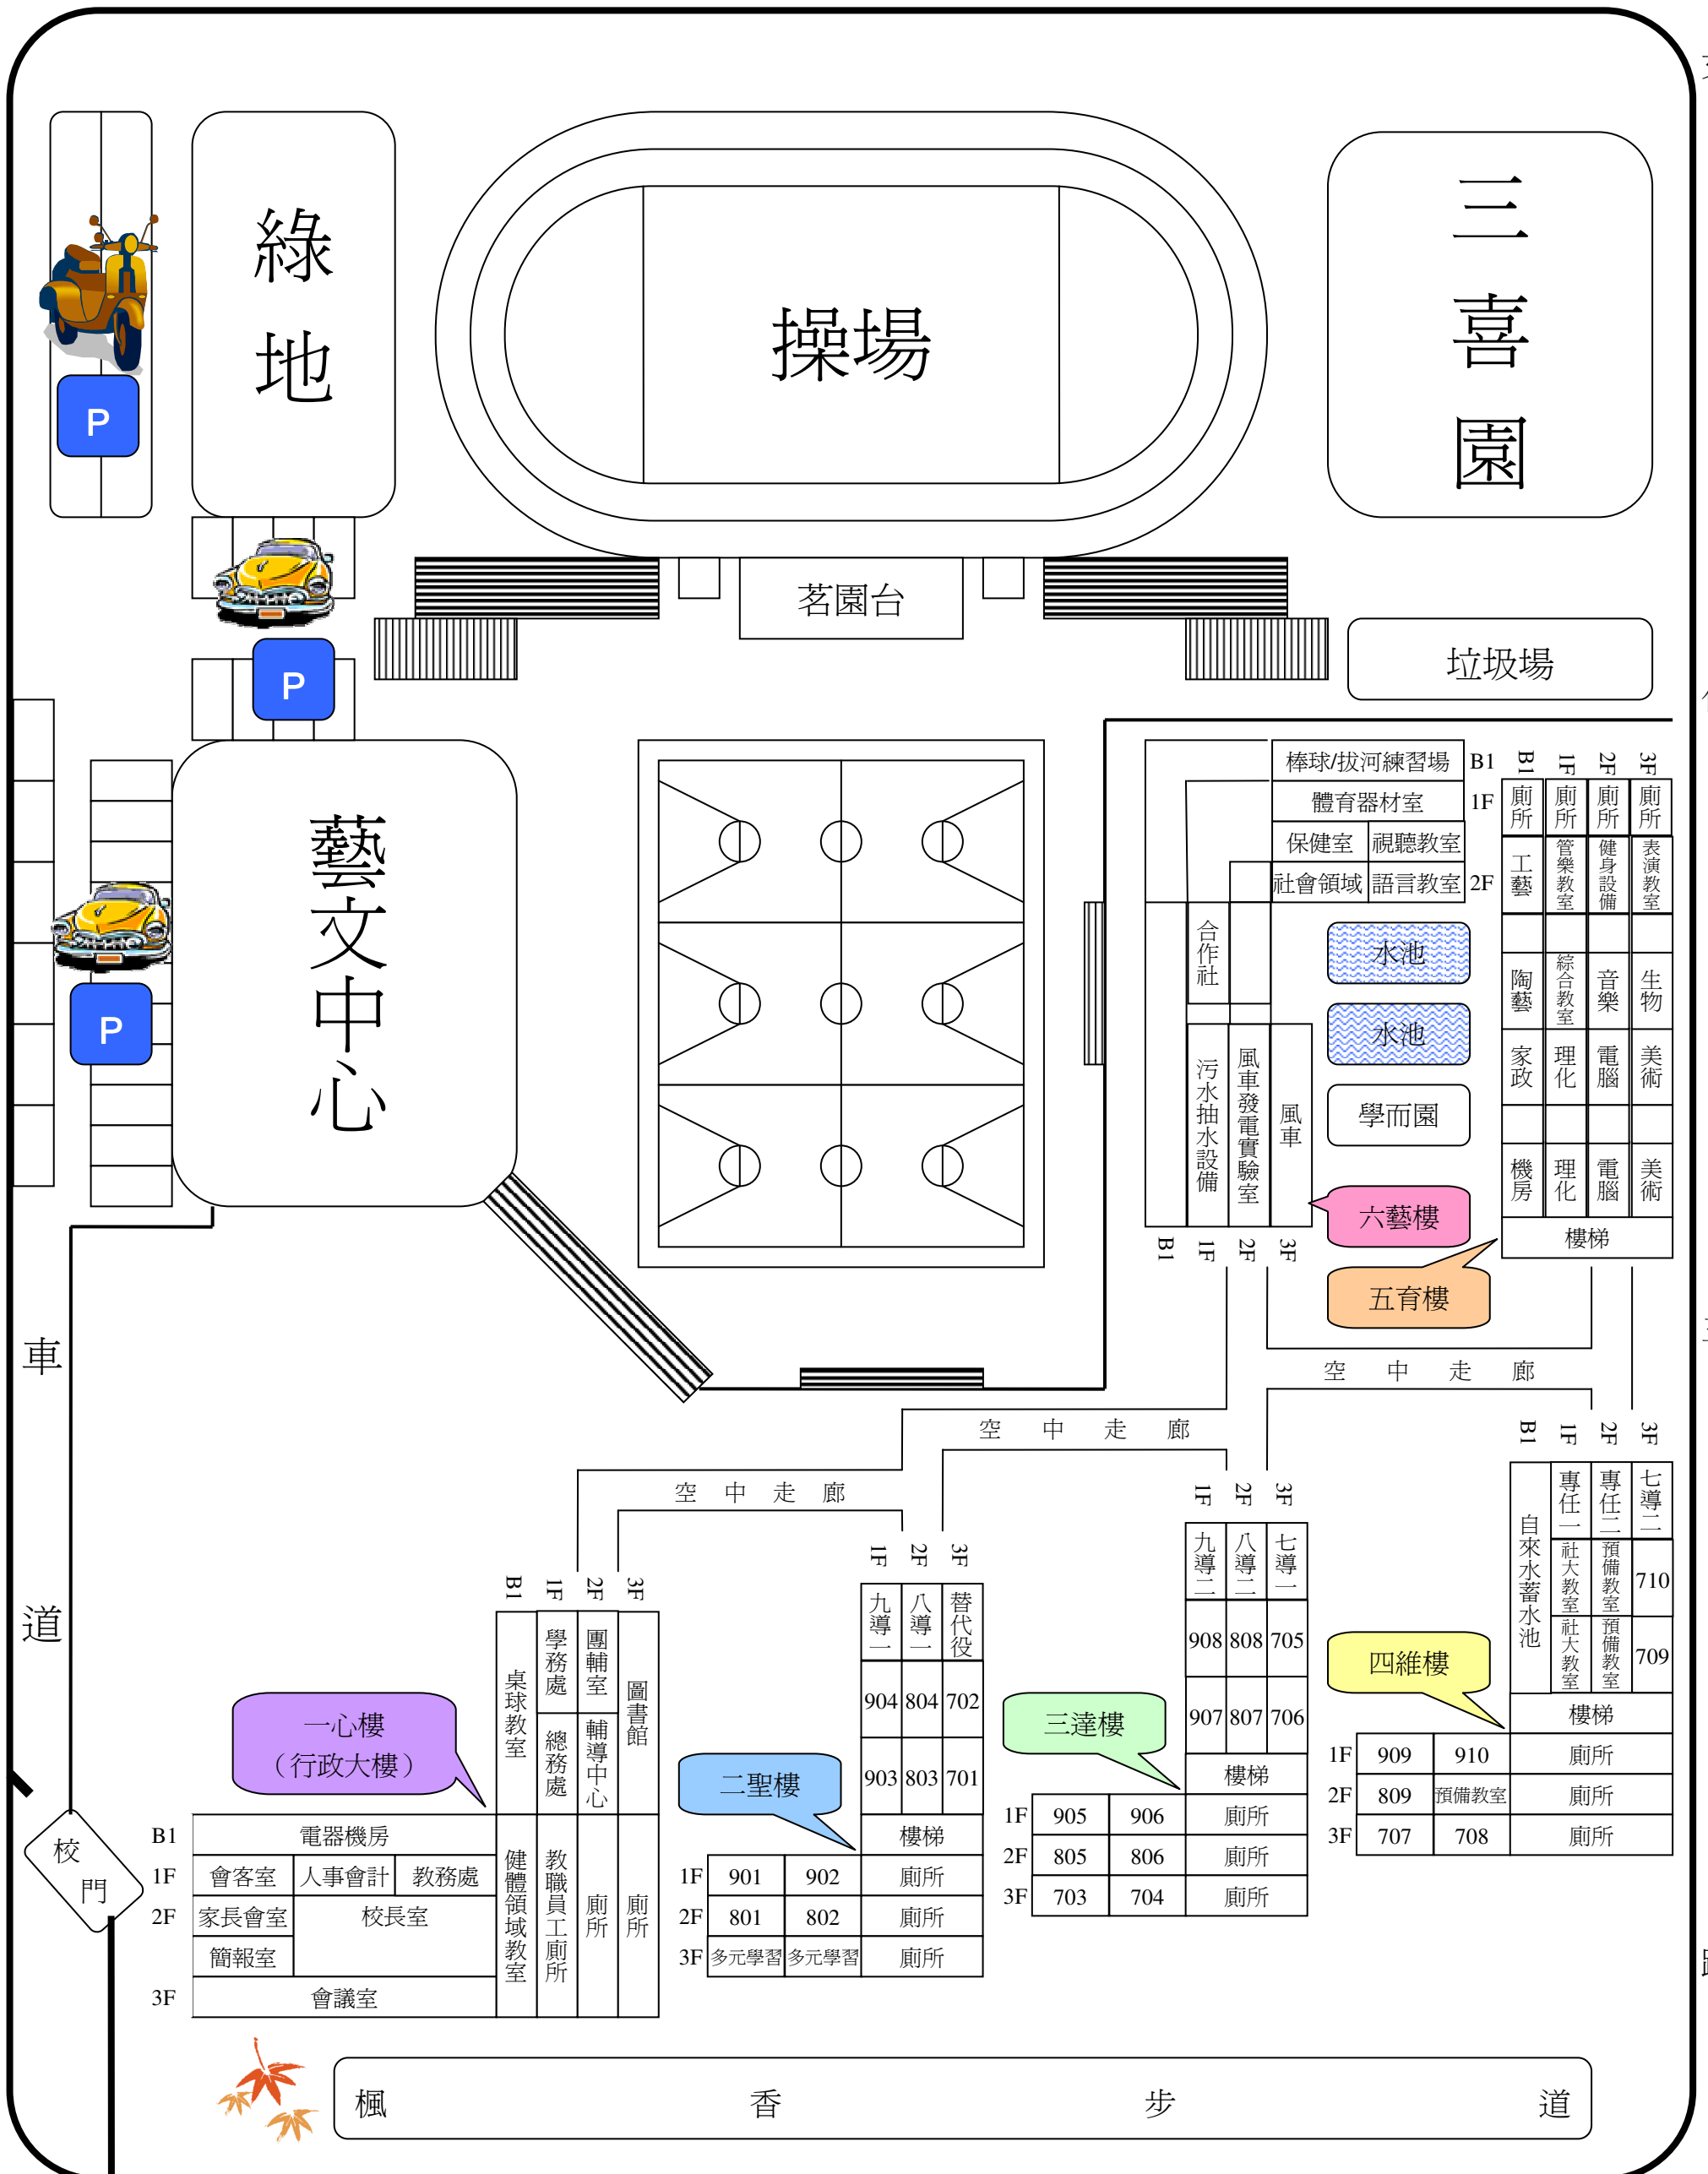 綠地
操場
三喜園
P
茗園台
P
垃圾場
藝文中心
P
棒球/拔河練習場 B1
體育器材室 1F
保健室 視聽教室
社會領域 語言教室 2F
合作社
污水抽水設備
風車發電實驗室
風車
B1 1F 2F 3F
水池
水池
學而園
六藝樓
五育樓
B1 1F 2F 3F
廁所 廁所 廁所 廁所
工藝 管樂教室 健身設備 表演教室
陶藝 綜合教室 音樂 生物
家政 理化 電腦 美術
機房 理化 電腦 美術
樓梯
空中走廊
空中走廊
空中走廊
車道
校門
一心樓
（行政大樓）
B1 1F 2F 3F
桌球教室 學務處 團輔室 圖書館
總務處 輔導中心
健體領域教室 教職員工廁所 廁所 廁所
B1 電器機房
1F 會客室 人事會計 教務處
2F 家長會室 校長室
簡報室
3F 會議室
二聖樓
1F 2F 3F
九導一 八導一 替代役
904 804 702
903 803 701
樓梯
1F 901 902 廁所
2F 801 802 廁所
3F 多元學習 多元學習 廁所
三達樓
1F 2F 3F
九導二 八導二 七導一
908 808 705
907 807 706
樓梯
1F 905 906 廁所
2F 805 806 廁所
3F 703 704 廁所
四維樓
B1 1F 2F 3F
自來水蓄水池
專任一 專任二 七導二
社大教室 預備教室 710
社大教室 預備教室 709
樓梯
1F 909 910 廁所
2F 809 預備教室 廁所
3F 707 708 廁所
楓香步道